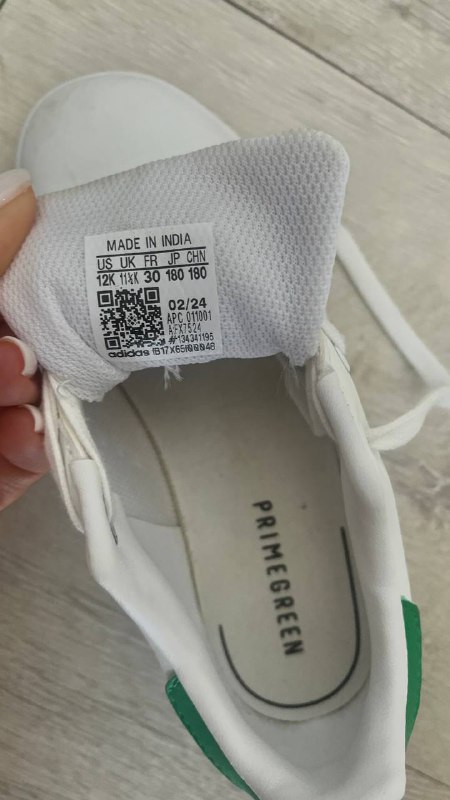 MADE IN INDIA
US UK FR JP CHN
12K 11½K 30 180 180
02/24
APC 011001
A/FX7524
#134341195
adidas
PRIMEGREEN